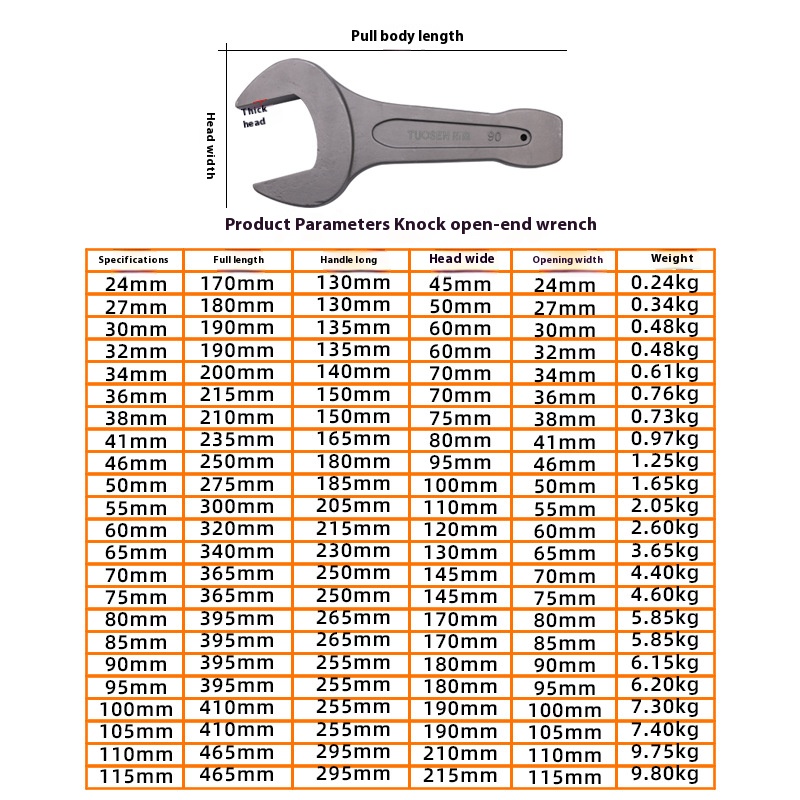 Pull body length
Thick
head
Head width
TUOSEN
90
Product Parameters Knock open-end wrench
Specifications Full length Handle long Head wide Opening width Weight
24mm 170mm 130mm 45mm 24mm 0.24kg
27mm 180mm 130mm 50mm 27mm 0.34kg
30mm 190mm 135mm 60mm 30mm 0.48kg
32mm 190mm 135mm 60mm 32mm 0.48kg
34mm 200mm 140mm 70mm 34mm 0.61kg
36mm 215mm 150mm 70mm 36mm 0.76kg
38mm 210mm 150mm 75mm 38mm 0.73kg
41mm 235mm 165mm 80mm 41mm 0.97kg
46mm 250mm 180mm 95mm 46mm 1.25kg
50mm 275mm 185mm 100mm 50mm 1.65kg
55mm 300mm 205mm 110mm 55mm 2.05kg
60mm 320mm 215mm 120mm 60mm 2.60kg
65mm 340mm 230mm 130mm 65mm 3.65kg
70mm 365mm 250mm 145mm 70mm 4.40kg
75mm 365mm 250mm 145mm 75mm 4.60kg
80mm 395mm 265mm 170mm 80mm 5.85kg
85mm 395mm 265mm 170mm 85mm 5.85kg
90mm 395mm 255mm 180mm 90mm 6.15kg
95mm 395mm 255mm 180mm 95mm 6.20kg
100mm 410mm 255mm 190mm 100mm 7.30kg
105mm 410mm 255mm 190mm 105mm 7.40kg
110mm 465mm 295mm 210mm 110mm 9.75kg
115mm 465mm 295mm 215mm 115mm 9.80kg